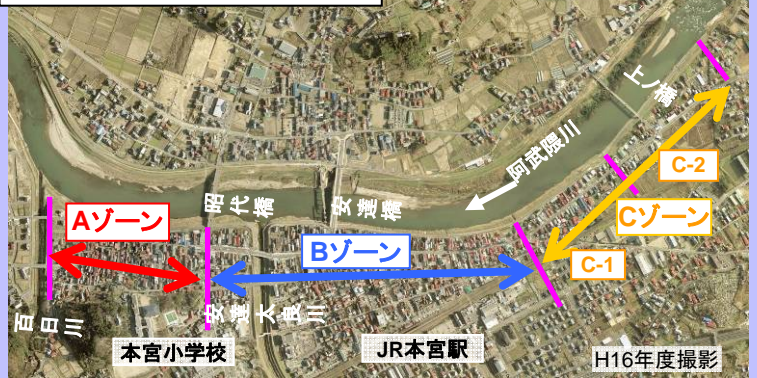 上ノ橋
阿武隈川
C-2
Cゾーン
C-1
昭代橋
安達橋
Aゾーン
Bゾーン
百日川
安達太良川
本宮小学校
JR本宮駅
H16年度撮影